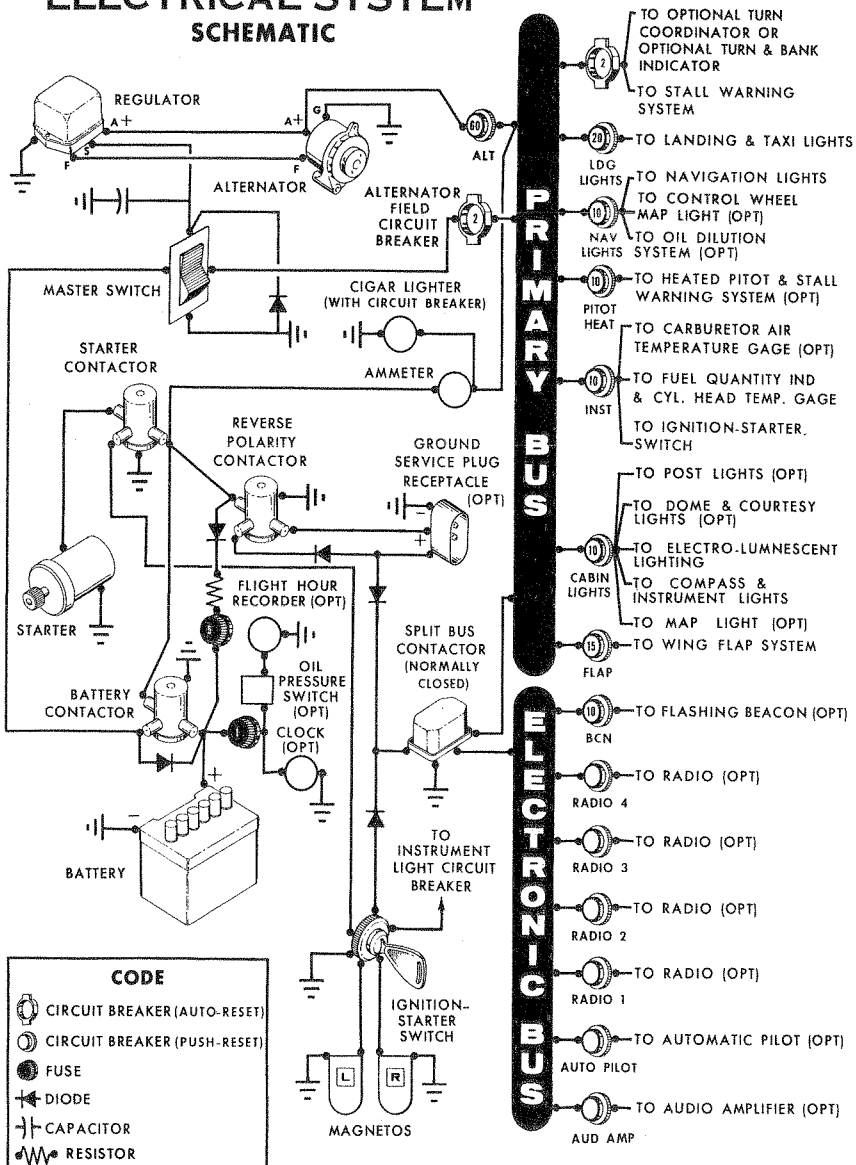 ELECTRICAL SYSTEM
SCHEMATIC
REGULATOR
A+
S
F
A+
G
F
ALTERNATOR
60
ALT
ALTERNATOR
FIELD
CIRCUIT
BREAKER
2
MASTER SWITCH
CIGAR LIGHTER
(WITH CIRCUIT BREAKER)
AMMETER
STARTER
CONTACTOR
REVERSE
POLARITY
CONTACTOR
GROUND
SERVICE PLUG
RECEPTACLE
(OPT)
-
+
STARTER
FLIGHT HOUR
RECORDER (OPT)
OIL
PRESSURE
SWITCH
(OPT)
CLOCK
(OPT)
SPLIT BUS
CONTACTOR
(NORMALLY
CLOSED)
BATTERY
CONTACTOR
+
-
BATTERY
TO
INSTRUMENT
LIGHT CIRCUIT
BREAKER
IGNITION-
STARTER
SWITCH
L
R
MAGNETOS
CODE
CIRCUIT BREAKER (AUTO-RESET)
CIRCUIT BREAKER (PUSH-RESET)
FUSE
DIODE
CAPACITOR
RESISTOR
PRIMARY BUS
2
TO OPTIONAL TURN
COORDINATOR OR
OPTIONAL TURN & BANK
INDICATOR
TO STALL WARNING
SYSTEM
20
LDG
LIGHTS
TO LANDING & TAXI LIGHTS
10
NAV
LIGHTS
TO NAVIGATION LIGHTS
TO CONTROL WHEEL
MAP LIGHT (OPT)
TO OIL DILUTION
SYSTEM (OPT)
10
PITOT
HEAT
TO HEATED PITOT & STALL
WARNING SYSTEM (OPT)
10
INST
TO CARBURETOR AIR
TEMPERATURE GAGE (OPT)
TO FUEL QUANTITY IND
& CYL. HEAD TEMP. GAGE
TO IGNITION-STARTER.
SWITCH
10
CABIN
LIGHTS
TO POST LIGHTS (OPT)
TO DOME & COURTESY
LIGHTS (OPT)
TO ELECTRO-LUMNESCENT
LIGHTING
TO COMPASS &
INSTRUMENT LIGHTS
TO MAP LIGHT (OPT)
15
FLAP
TO WING FLAP SYSTEM
ELECTRONIC BUS
10
BCN
TO FLASHING BEACON (OPT)
RADIO 4
TO RADIO (OPT)
RADIO 3
TO RADIO (OPT)
RADIO 2
TO RADIO (OPT)
RADIO 1
TO RADIO (OPT)
AUTO PILOT
TO AUTOMATIC PILOT (OPT)
AUD AMP
TO AUDIO AMPLIFIER (OPT)